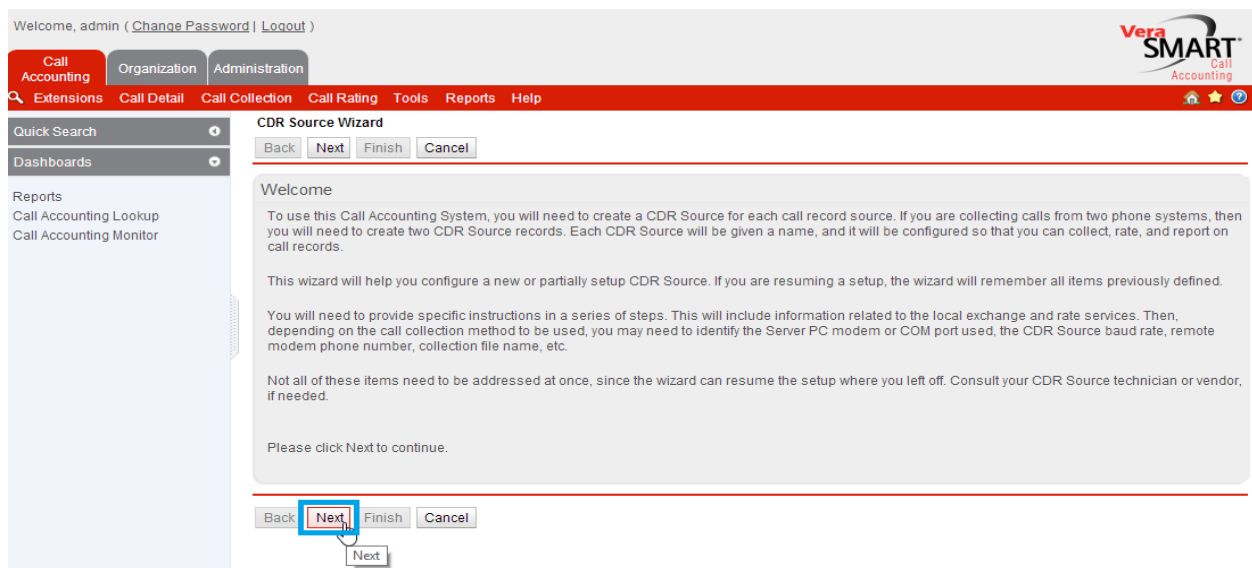 Welcome, admin ( Change Password | Logout )
Vera
SMART
Call
Accounting
Call
Accounting
Organization
Administration
Extensions Call Detail Call Collection Call Rating Tools Reports Help
Quick Search
Dashboards
Reports
Call Accounting Lookup
Call Accounting Monitor
CDR Source Wizard
Back Next Finish Cancel
Welcome
To use this Call Accounting System, you will need to create a CDR Source for each call record source. If you are collecting calls from two phone systems, then
you will need to create two CDR Source records. Each CDR Source will be given a name, and it will be configured so that you can collect, rate, and report on
call records.
This wizard will help you configure a new or partially setup CDR Source. If you are resuming a setup, the wizard will remember all items previously defined.
You will need to provide specific instructions in a series of steps. This will include information related to the local exchange and rate services. Then,
depending on the call collection method to be used, you may need to identify the Server PC modem or COM port used, the CDR Source baud rate, remote
modem phone number, collection file name, etc.
Not all of these items need to be addressed at once, since the wizard can resume the setup where you left off. Consult your CDR Source technician or vendor,
if needed.
Please click Next to continue.
Back Next Finish Cancel
Next